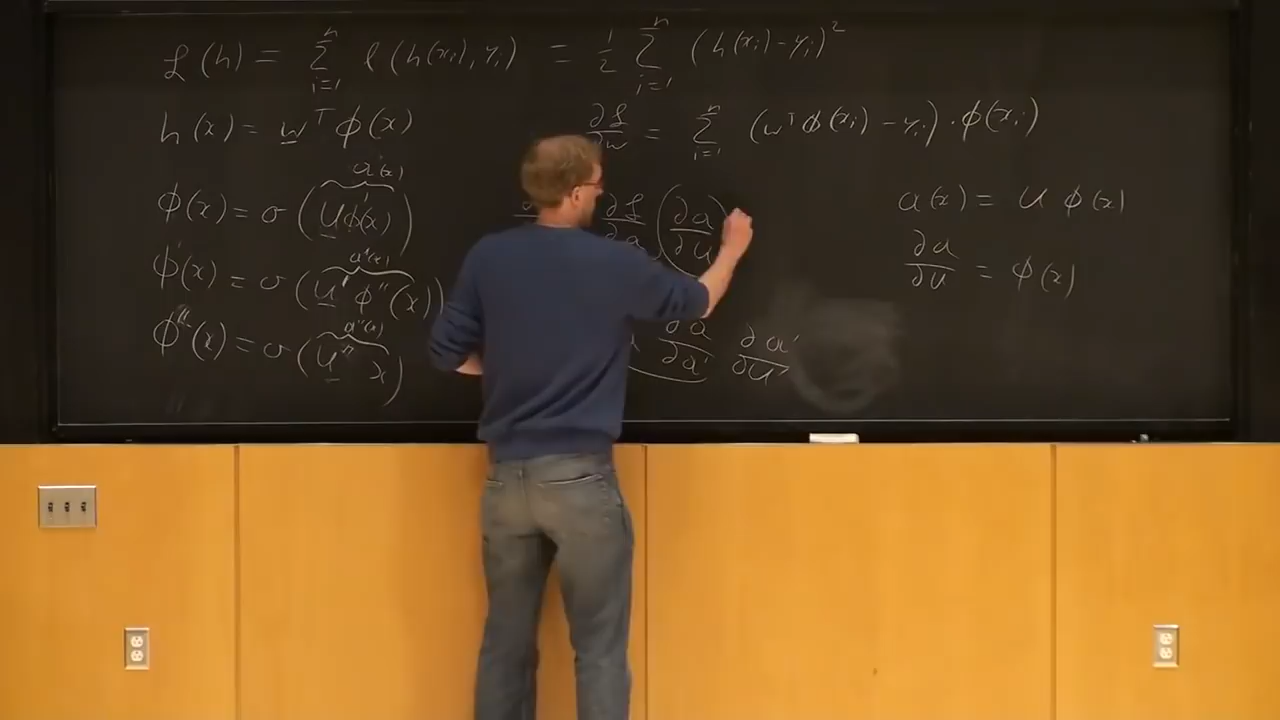 ℒ(h) = Σ_{i=1}^{n} ℓ(h(x_i), y_i) = 1/2 Σ_{i=1}^{n} (h(x_i) - y_i)^2
h(x) = w^T φ(x)
∂ℒ/∂w = Σ_{i=1}^{n} (w^T φ(x_i) - y_i) · φ(x_i)
a(x)
φ(x) = σ(U φ'(x))
∂ℒ/∂a (∂a/∂U
a(x) = U φ(x)
a'(x)
φ'(x) = σ(U' φ''(x))
∂a/∂U = φ(x)
a''(x)
φ''(x) = σ(U'' x)
∂a/∂a' ∂a'/∂U'